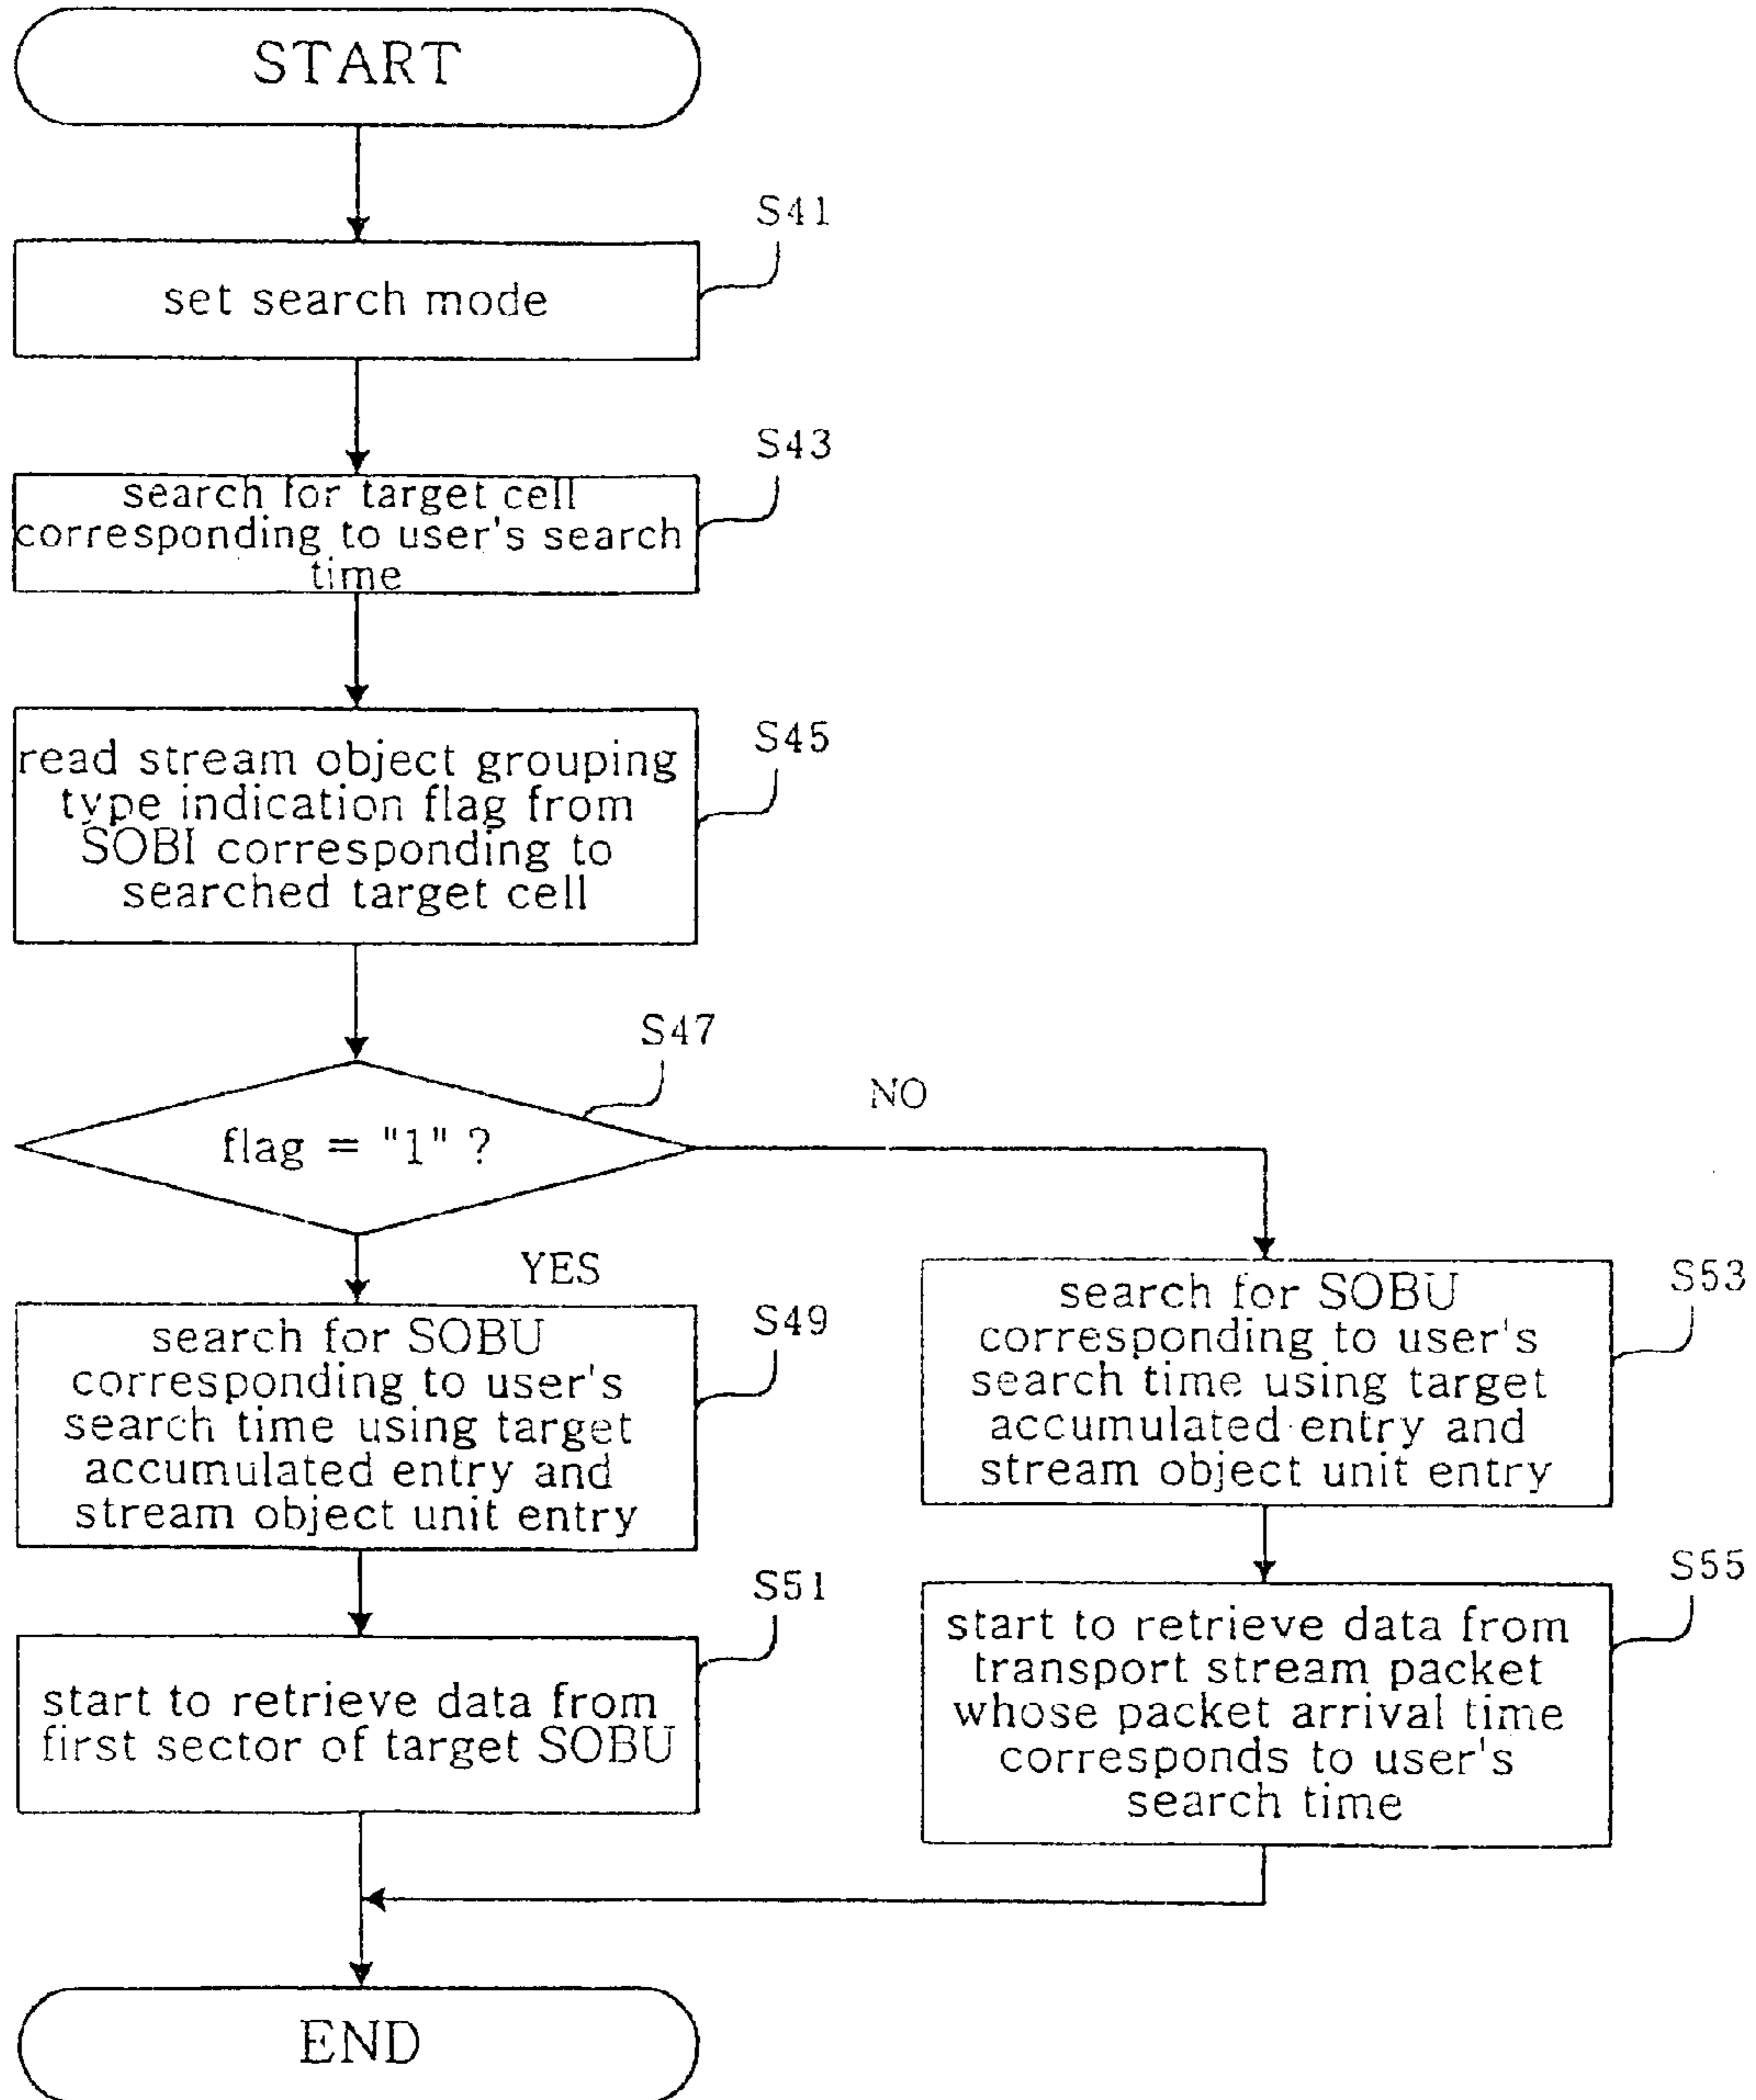 START
S41
set search mode
S43
search for target cell
corresponding to user's search
time
S45
read stream object grouping
type indication flag from
SOBI corresponding to
searched target cell
S47
NO
flag = "1" ?
YES
S49
search for SOBU
corresponding to user's
search time using target
accumulated entry and
stream object unit entry
S53
search for SOBU
corresponding to user's
search time using target
accumulated entry and
stream object unit entry
S51
start to retrieve data from
first sector of target SOBU
S55
start to retrieve data from
transport stream packet
whose packet arrival time
corresponds to user's
search time
END